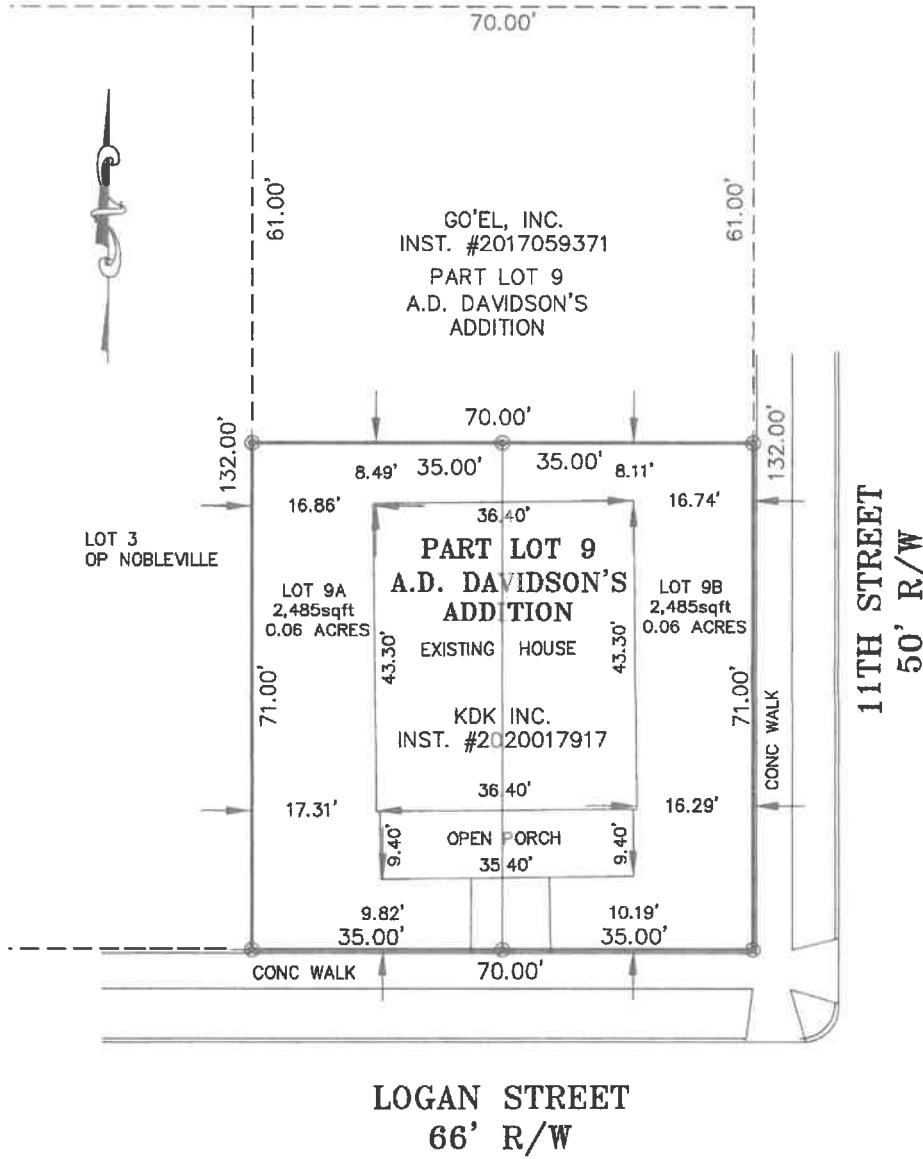 70.00'
61.00'
61.00'
GO'EL, INC.
INST. #2017059371
PART LOT 9
A.D. DAVIDSON'S
ADDITION
132.00'
70.00'
132.00'
8.49'
35.00'
35.00'
8.11'
16.86'
36.40'
16.74'
LOT 3
OP NOBLEVILLE
PART LOT 9
A.D. DAVIDSON'S
ADDITION
LOT 9A
2,485sqft
0.06 ACRES
LOT 9B
2,485sqft
0.06 ACRES
EXISTING HOUSE
43.30'
43.30'
71.00'
71.00'
KDK INC.
INST. #2020017917
CONC WALK
11TH STREET
50' R/W
36.40'
17.31'
16.29'
9.40'
OPEN PORCH
9.40'
35.40'
9.82'
10.19'
35.00'
35.00'
CONC WALK
70.00'
LOGAN STREET
66' R/W